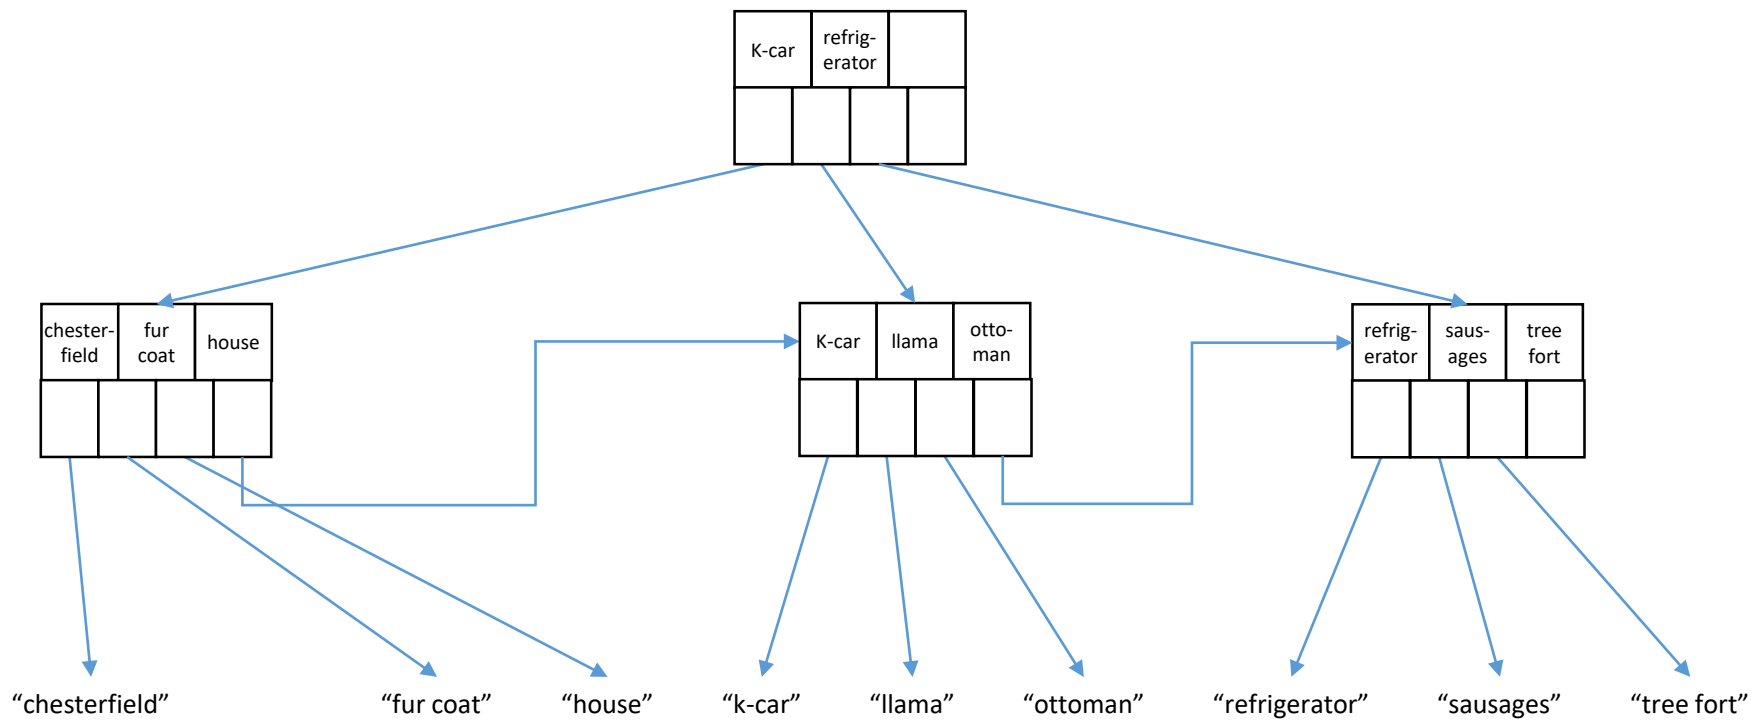 K-car
refrig-
erator
chester-
field
fur
coat
house
K-car
llama
otto-
man
refrig-
erator
saus-
ages
tree
fort
“chesterfield”
“fur coat”
“house”
“k-car”
“llama”
“ottoman”
“refrigerator”
“sausages”
“tree fort”